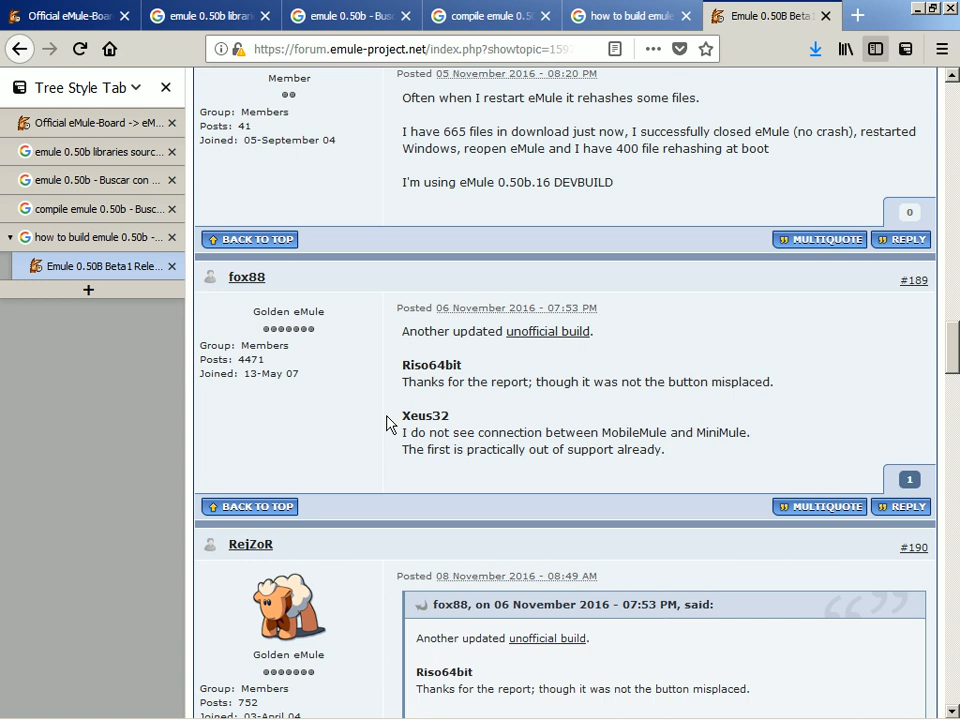 Official eMule-Boar
emule 0.50b librar
emule 0.50b - Bus
compile emule 0.50
how to build emule
Emule 0.50B Beta1
https://forum.emule-project.net/index.php?showtopic=1597
Tree Style Tab
Official eMule-Board -> eM...
emule 0.50b libraries sourc...
emule 0.50b - Buscar con ...
compile emule 0.50b - Busc...
how to build emule 0.50b -...
Emule 0.50B Beta1 Rele...
Member
Group: Members
Posts: 41
Joined: 05-September 04
Posted 05 November 2016 - 08:20 PM
Often when I restart eMule it rehashes some files.
I have 665 files in download just now, I successfully closed eMule (no crash), restarted
Windows, reopen eMule and I have 400 file rehashing at boot
I'm using eMule 0.50b.16 DEVBUILD
0
BACK TO TOP
MULTIQUOTE
REPLY
fox88
#189
Golden eMule
Group: Members
Posts: 4471
Joined: 13-May 07
Posted 06 November 2016 - 07:53 PM
Another updated unofficial build.
Riso64bit
Thanks for the report; though it was not the button misplaced.
Xeus32
I do not see connection between MobileMule and MiniMule.
The first is practically out of support already.
1
BACK TO TOP
MULTIQUOTE
REPLY
RejZoR
#190
Golden eMule
Group: Members
Posts: 752
Joined: 03-April 04
Posted 08 November 2016 - 08:49 AM
fox88, on 06 November 2016 - 07:53 PM, said:
Another updated unofficial build.
Riso64bit
Thanks for the report; though it was not the button misplaced.